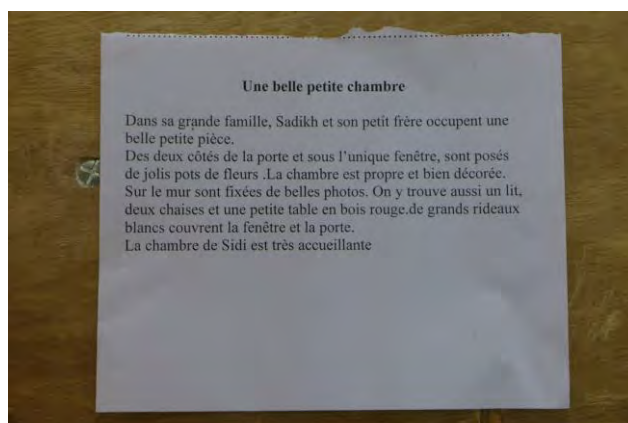 Une belle petite chambre
Dans sa grande famille, Sadikh et son petit frère occupent une
belle petite pièce.
Des deux côtés de la porte et sous l’unique fenêtre, sont posés
de jolis pots de fleurs .La chambre est propre et bien décorée.
Sur le mur sont fixées de belles photos. On y trouve aussi un lit,
deux chaises et une petite table en bois rouge.de grands rideaux
blancs couvrent la fenêtre et la porte.
La chambre de Sidi est très accueillante